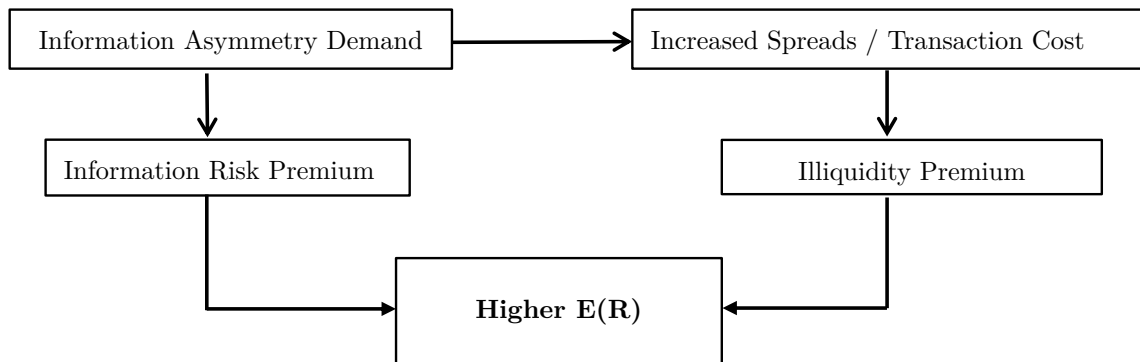 Information Asymmetry Demand
Increased Spreads / Transaction Cost
Information Risk Premium
Illiquidity Premium
Higher E(R)